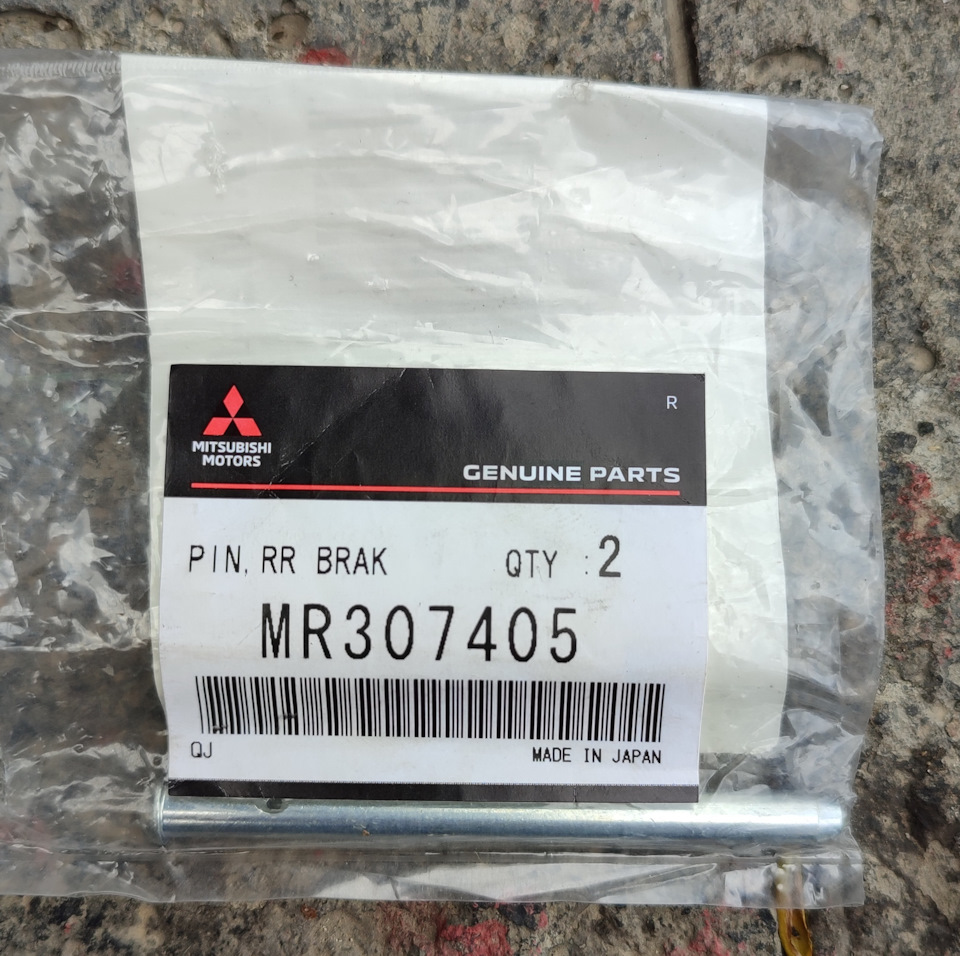 R
MITSUBISHI
MOTORS
GENUINE PARTS
PIN, RR BRAK QTY : 2
MR307405
QJ MADE IN JAPAN